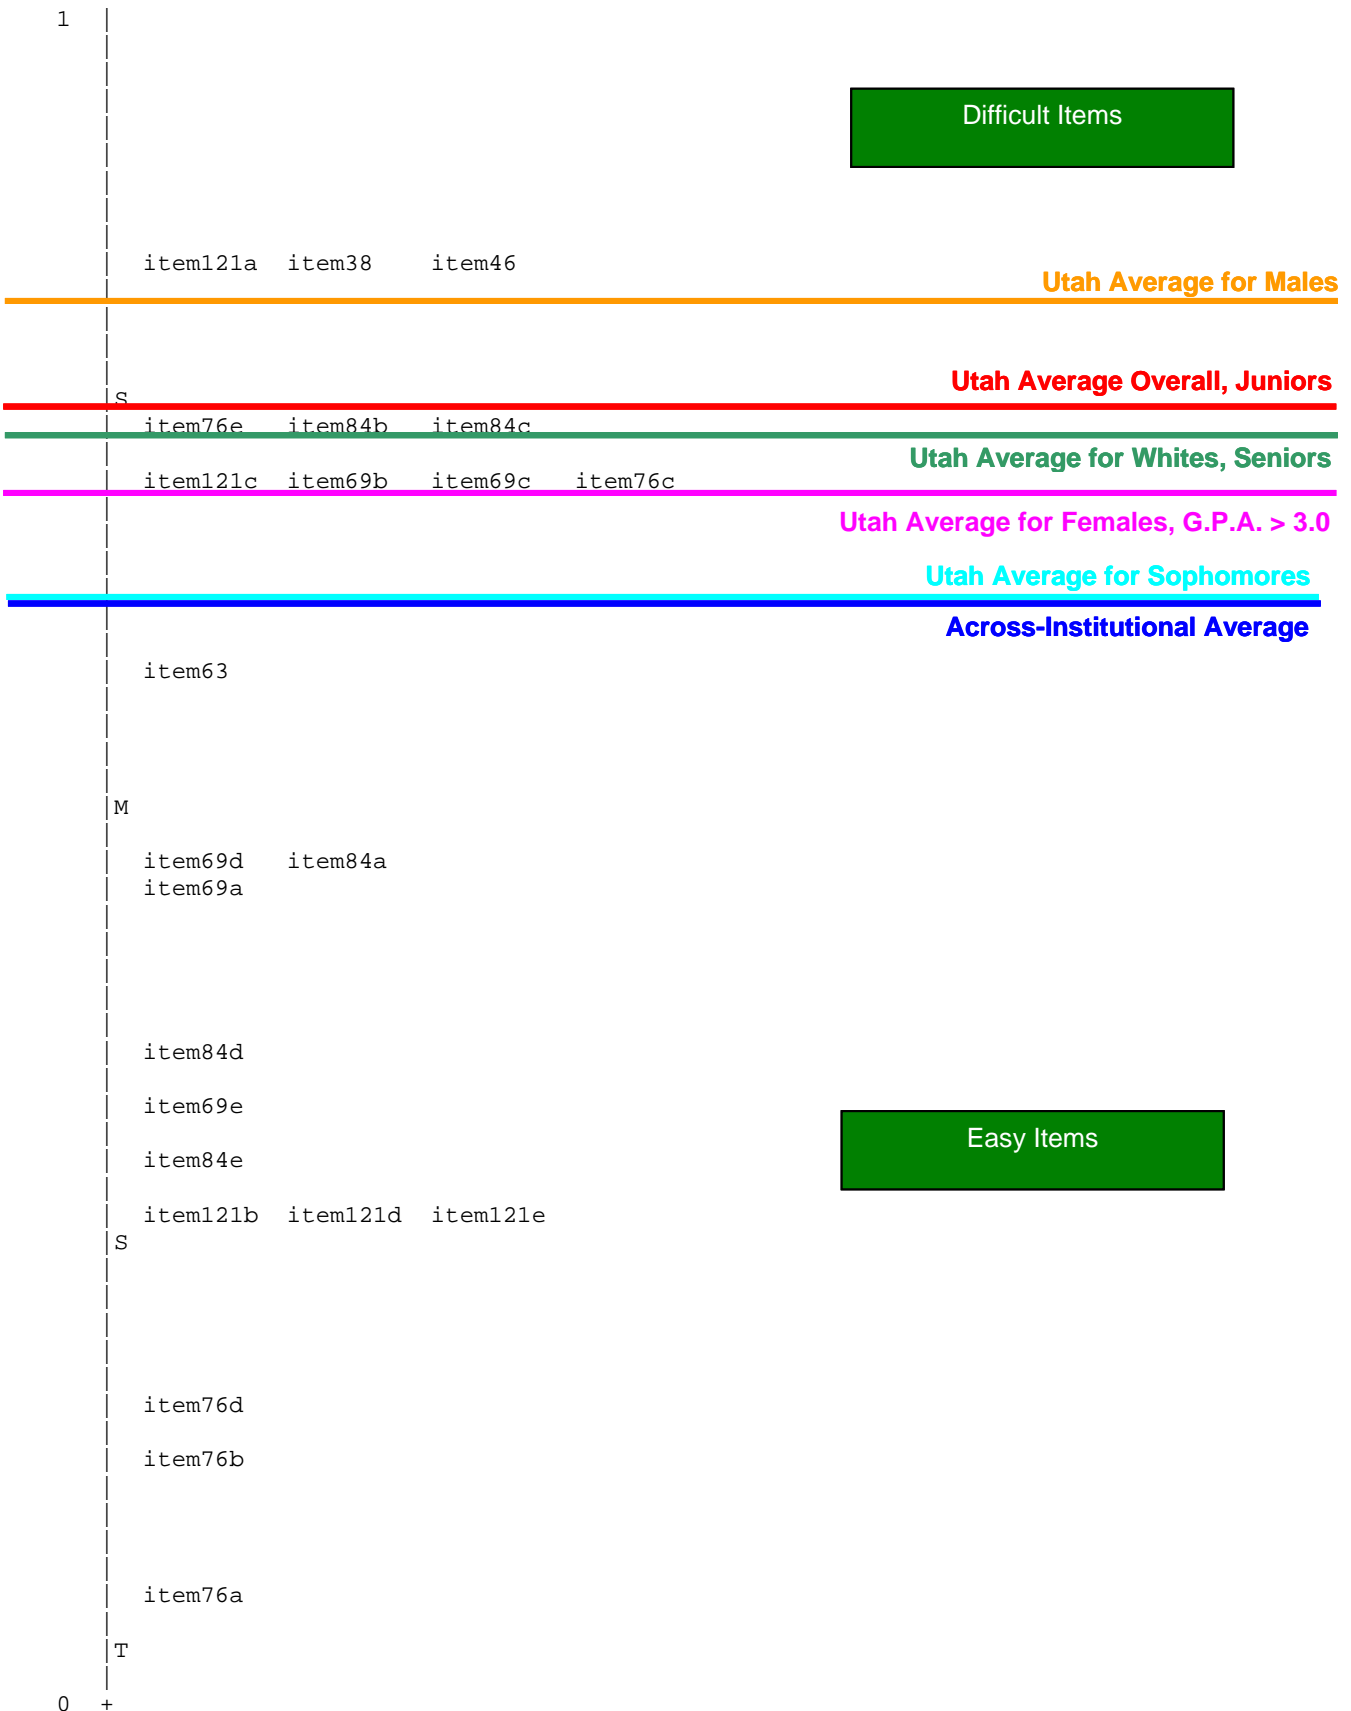 1 |
Difficult Items
item121a item38 item46
Utah Average for Males
Utah Average Overall, Juniors
S
item76e item84b item84c
Utah Average for Whites, Seniors
item121c item69b item69c item76c
Utah Average for Females, G.P.A. > 3.0
Utah Average for Sophomores
Across-Institutional Average
item63
M
item69d item84a
item69a
item84d
item69e
Easy Items
item84e
item121b item121d item121e
S
item76d
item76b
item76a
T
0 +